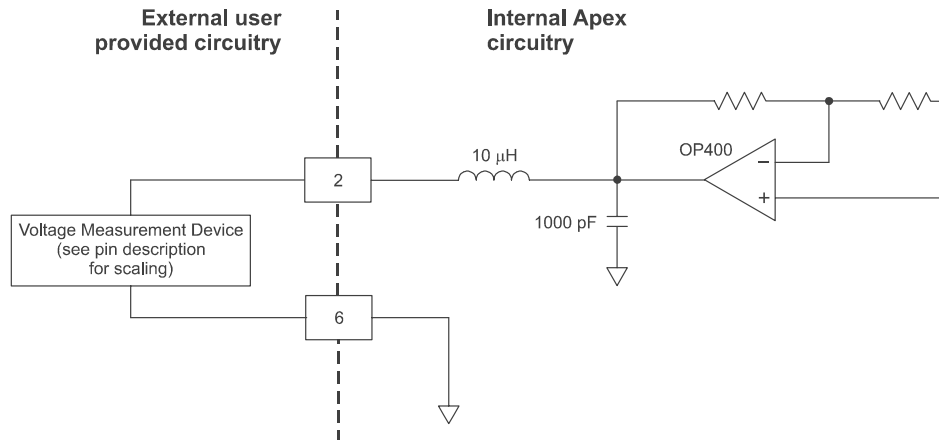 External user
provided circuitry
Internal Apex
circuitry
OP400
10 μH
2
1000 pF
Voltage Measurement Device
(see pin description
for scaling)
6
−
+